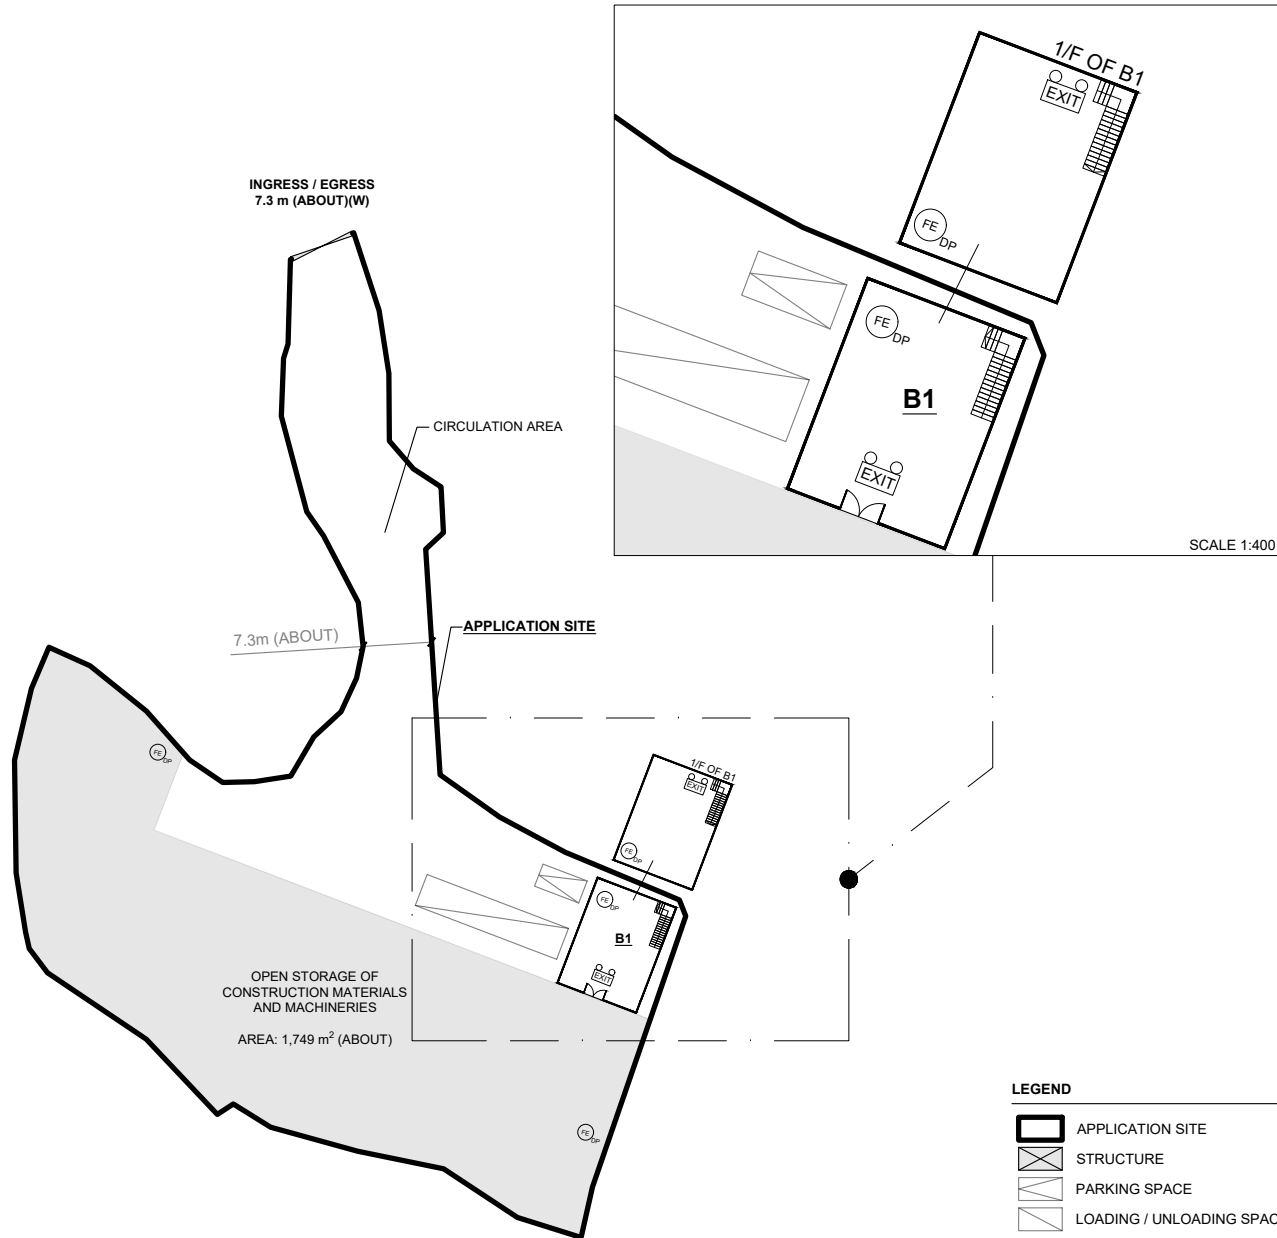 1/F OF B1
EXIT
FE
DP
FE
DP
B1
EXIT
SCALE 1:400
INGRESS / EGRESS
7.3 m (ABOUT)(W)
CIRCULATION AREA
7.3m (ABOUT)
APPLICATION SITE
FE
DP
1/F OF B1
EXIT
FE
DP
FE
DP
B1
EXIT
OPEN STORAGE OF
CONSTRUCTION MATERIALS
AND MACHINERIES
AREA: 1,749 m² (ABOUT)
FE
DP
LEGEND
APPLICATION SITE
STRUCTURE
PARKING SPACE
LOADING / UNLOADING SPAC